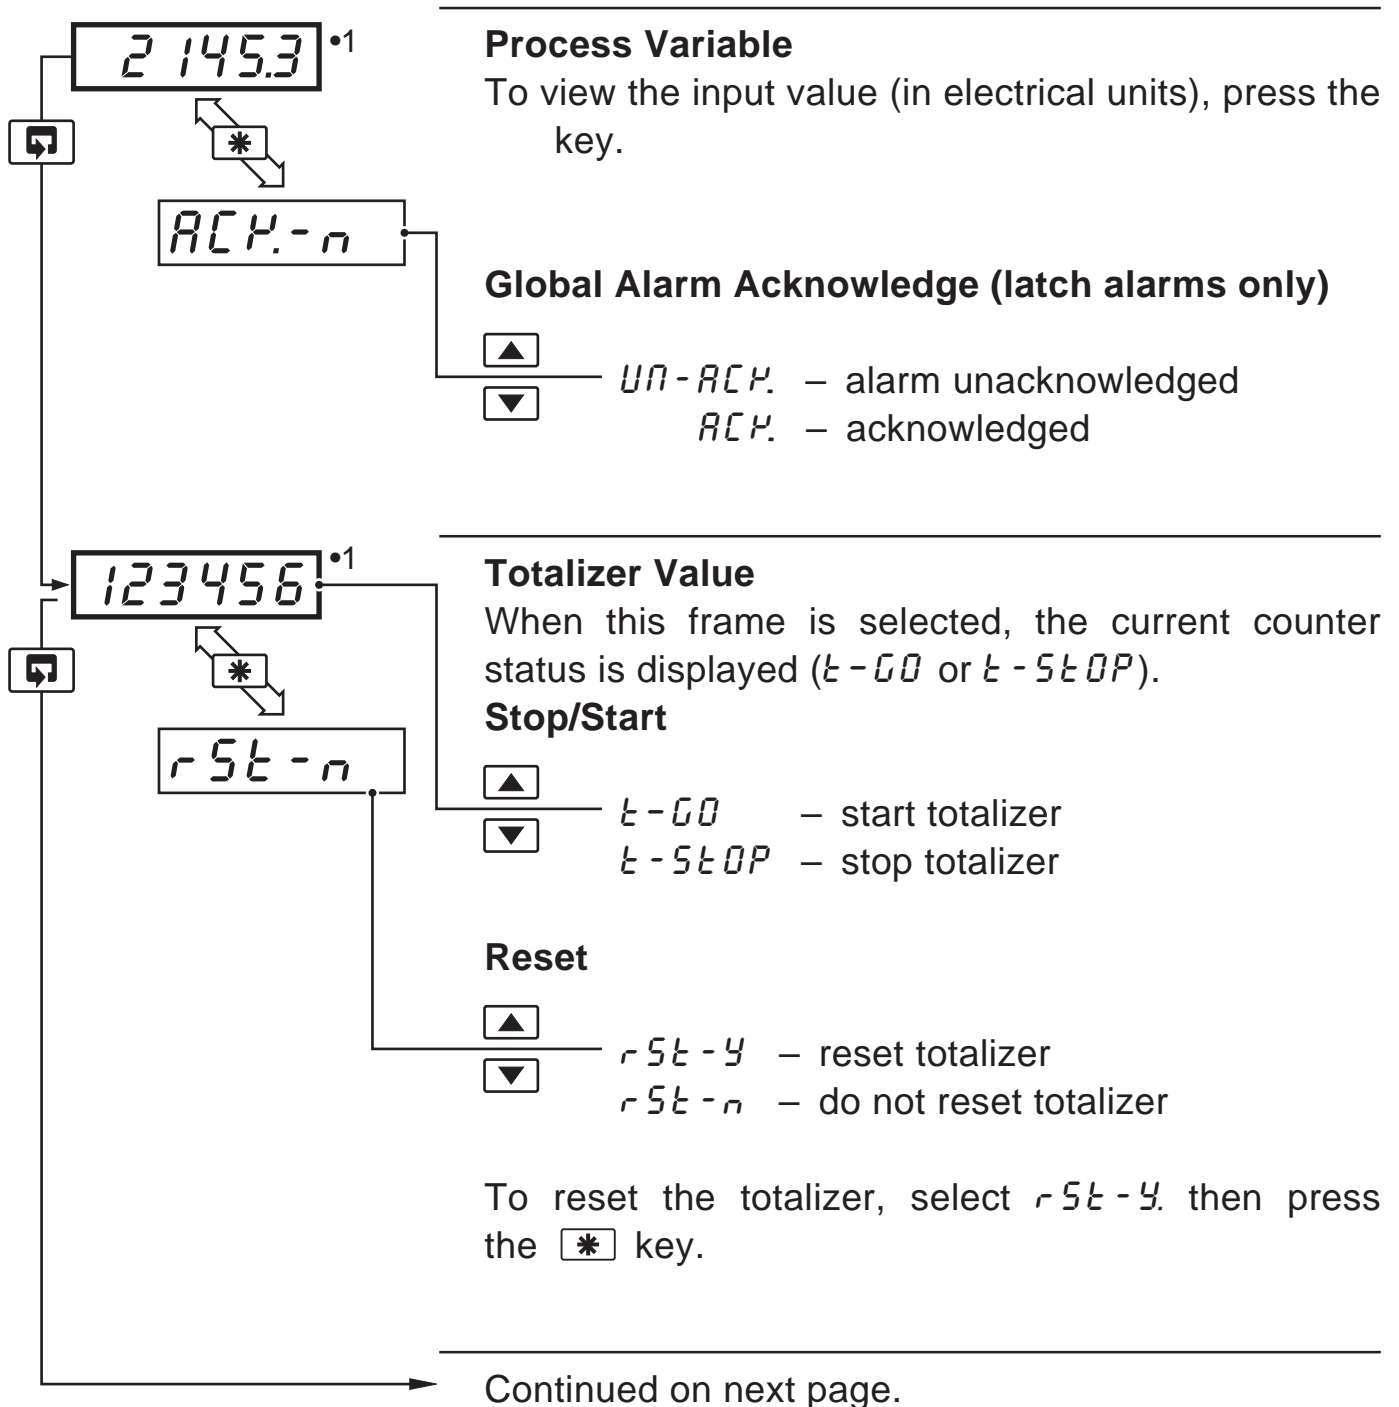 2145.3 •1
Process Variable
To view the input value (in electrical units), press the
key.
ACK.-n
Global Alarm Acknowledge (latch alarms only)
UN-ACK. – alarm unacknowledged
ACK. – acknowledged
123456 •1
Totalizer Value
When this frame is selected, the current counter
status is displayed (t-GO or t-StOP).
Stop/Start
rSt-n
t-GO – start totalizer
t-StOP – stop totalizer
Reset
rSt-Y – reset totalizer
rSt-n – do not reset totalizer
To reset the totalizer, select rSt-Y. then press
the * key.
Continued on next page.